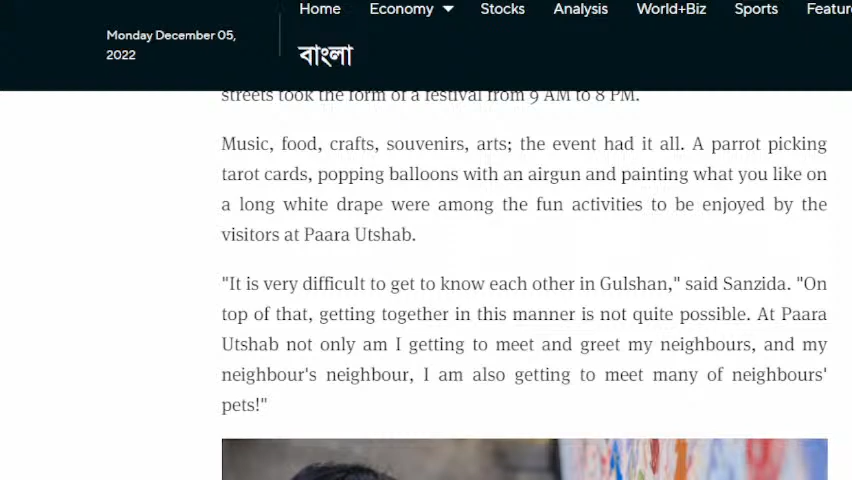 Home Economy Stocks Analysis World+Biz Sports Featur
Monday December 05,
2022
বাংলা
streets took the form of a festival from 9 AM to 8 PM.
Music, food, crafts, souvenirs, arts; the event had it all. A parrot picking
tarot cards, popping balloons with an airgun and painting what you like on
a long white drape were among the fun activities to be enjoyed by the
visitors at Paara Utshab.
"It is very difficult to get to know each other in Gulshan," said Sanzida. "On
top of that, getting together in this manner is not quite possible. At Paara
Utshab not only am I getting to meet and greet my neighbours, and my
neighbour's neighbour, I am also getting to meet many of neighbours'
pets!"